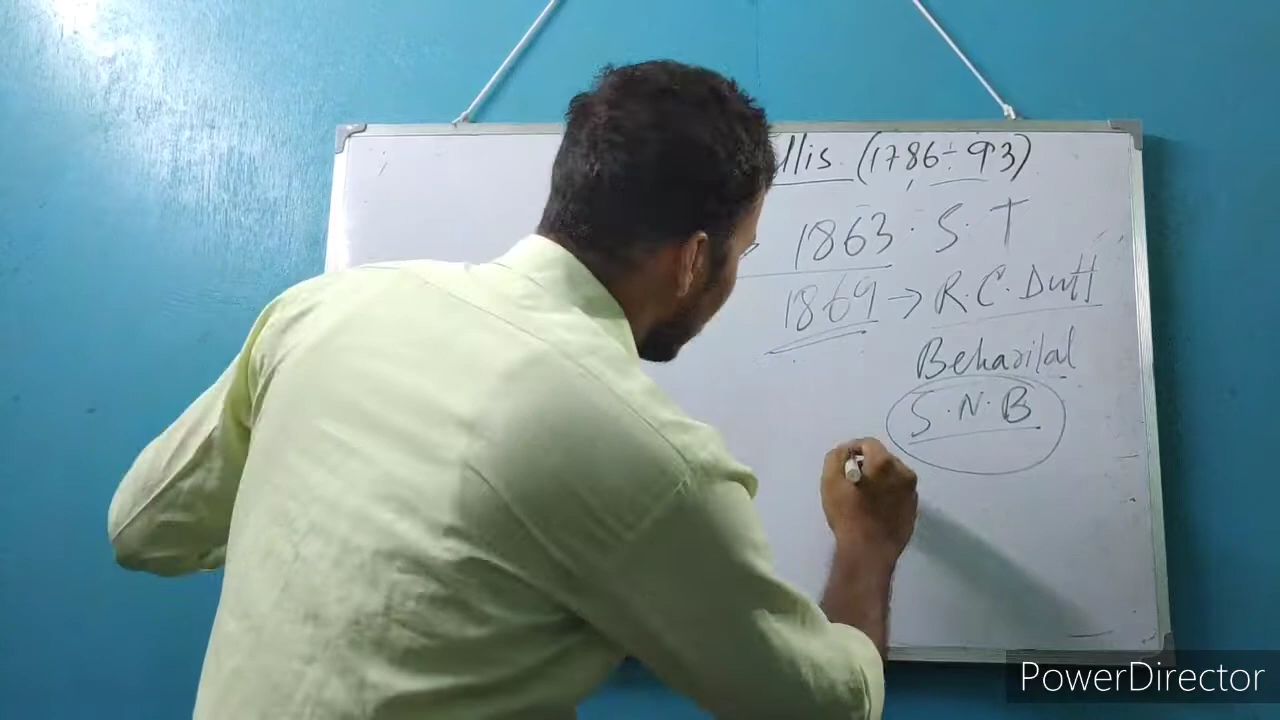 llis. (1786-93)
1863. S. T
1869 → R.C. Dutt
Beharilal
S.N.B
PowerDirector